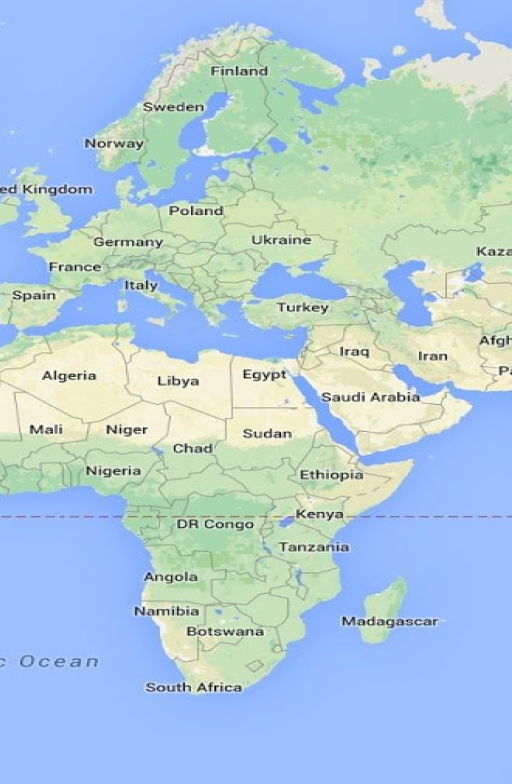 Finland
Sweden
Norway
ed Kingdom
Poland
Germany
Ukraine
France
Kaza
Italy
Spain
Turkey
Afgh
Iraq
Iran
Pa
Algeria
Libya
Egypt
Saudi Arabia
Mali
Niger
Sudan
Chad
Nigeria
Ethiopia
Kenya
DR Congo
Tanzania
Angola
Namibia
Madagascar
Botswana
c Ocean
South Africa